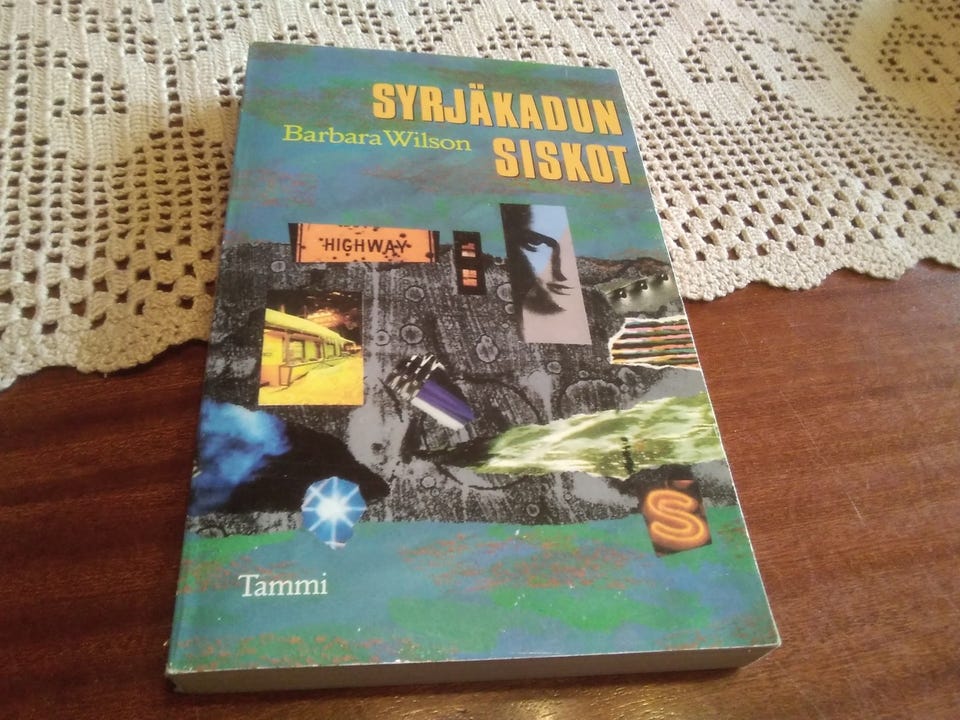 SYRJÄKADUN
SISKOT
Barbara Wilson
HIGHWAY
S
Tammi